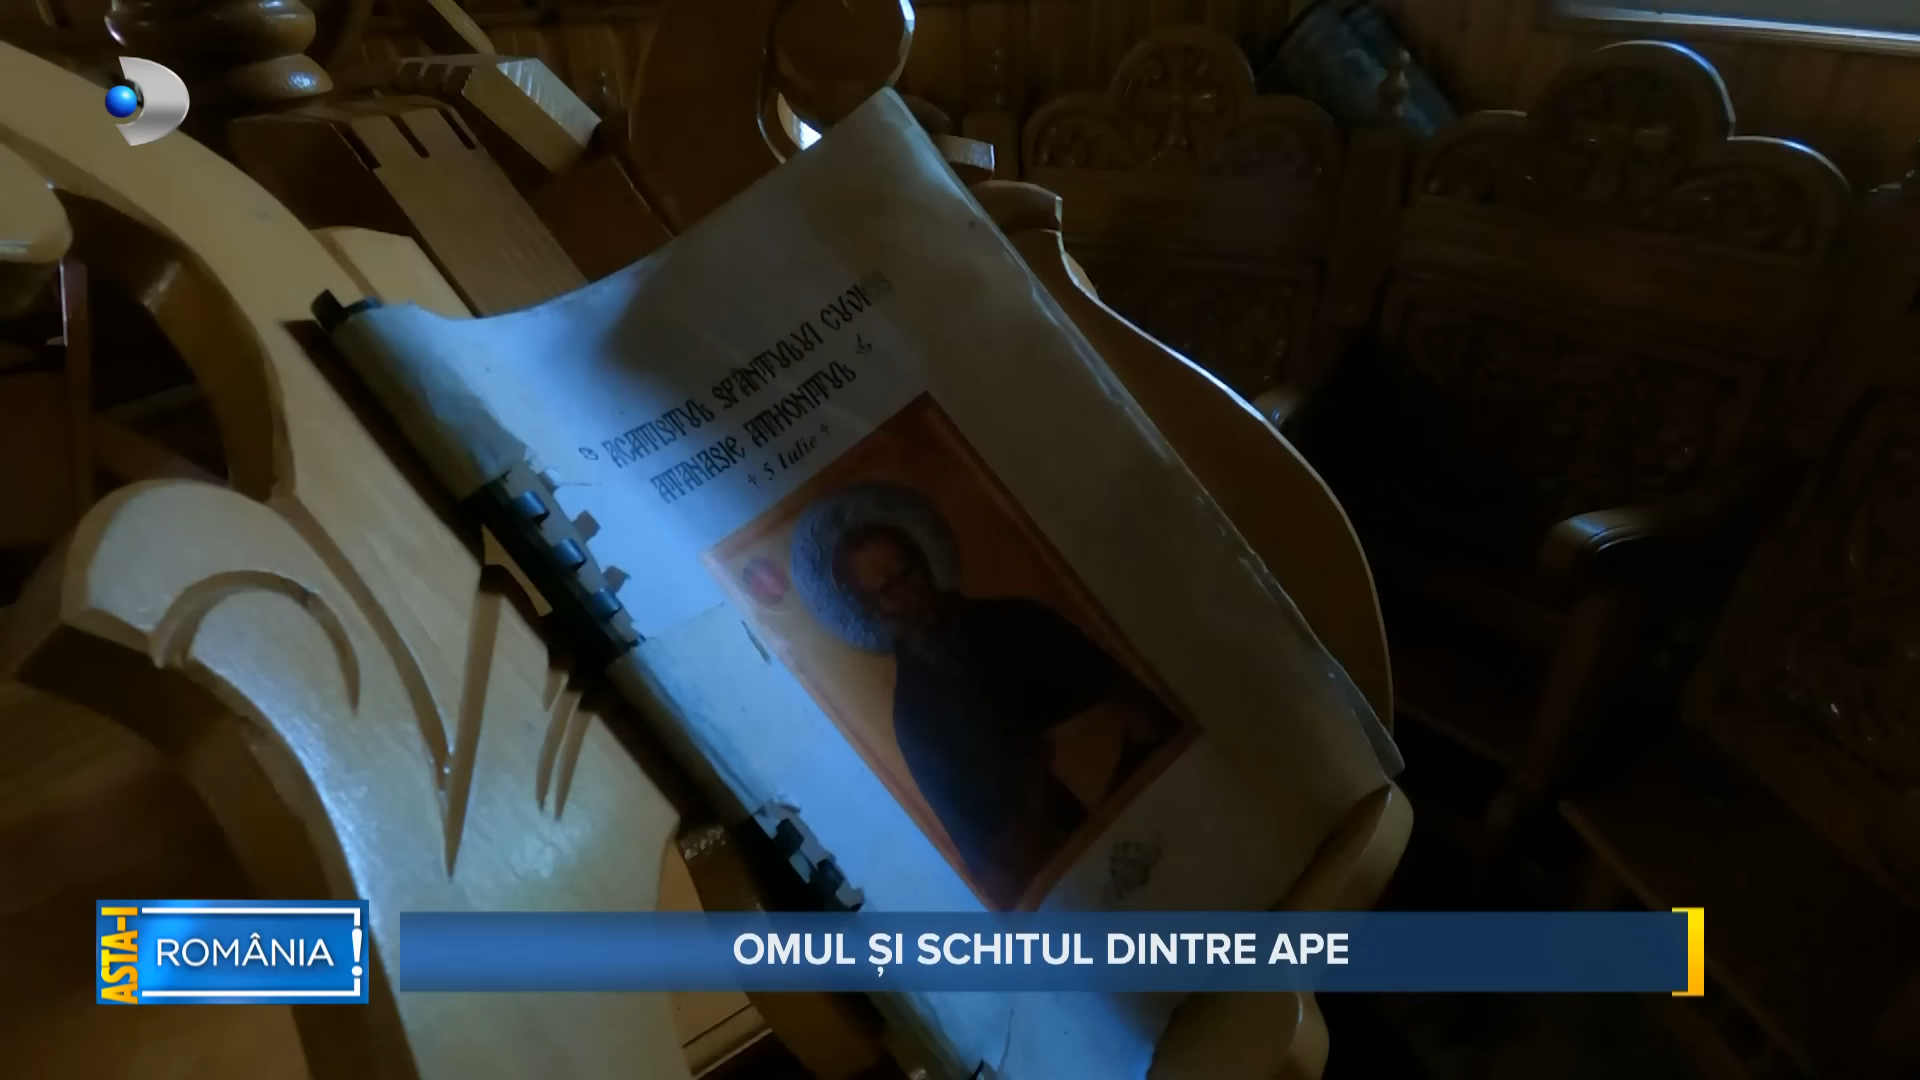 ACATISTUL SFÂNTULUI CUVIOS
ATANASIE ATHONITUL
† 5 Iulie †
ASTA-I
ROMÂNIA!
OMUL ȘI SCHITUL DINTRE APE